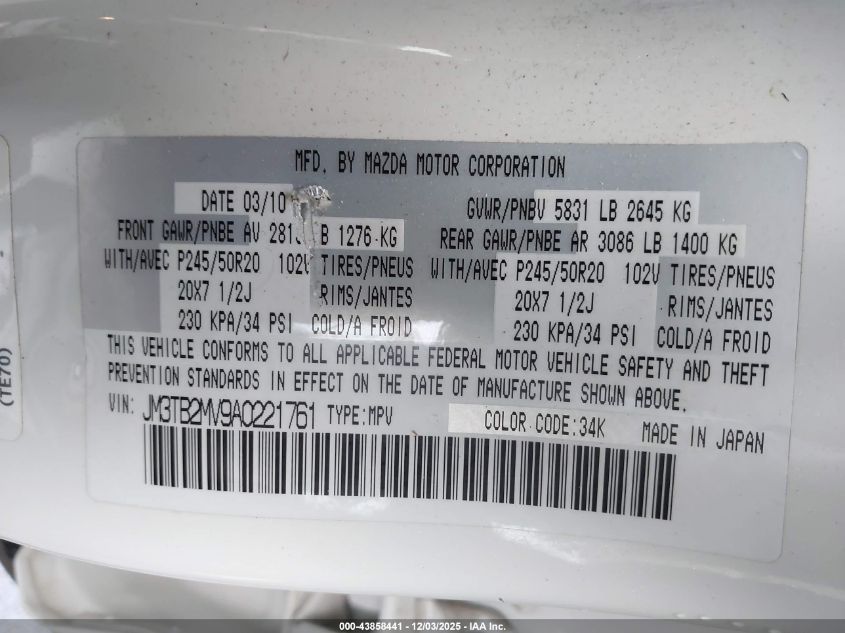 MFD. BY MAZDA MOTOR CORPORATION
DATE 03/10 GVWR/PNBV 5831 LB 2645 KG
FRONT GAWR/PNBE AV B 1276 KG REAR GAWR/PNBE AR 3086 LB 1400 KG
WITH/AVEC P245/50R20 102V TIRES/PNEUS WITH/AVEC P245/50R20 102V TIRES/PNEUS
20X7 1/2J RIMS/JANTES 20X7 1/2J RIMS/JANTES
230 KPA/34 PSI COLD/A FROID 230 KPA/34 PSI COLD/A FROID
THIS VEHICLE CONFORMS TO ALL APPLICABLE FEDERAL MOTOR VEHICLE SAFETY AND THEFT
PREVENTION STANDARDS IN EFFECT ON THE DATE OF MANUFACTURE SHOWN ABOVE.
VIN: JM3TB2MV9A0221761 TYPE:MPV COLOR CODE:34K MADE IN JAPAN
(TE70)
000-43858441 - 12/03/2025 - IAA Inc.